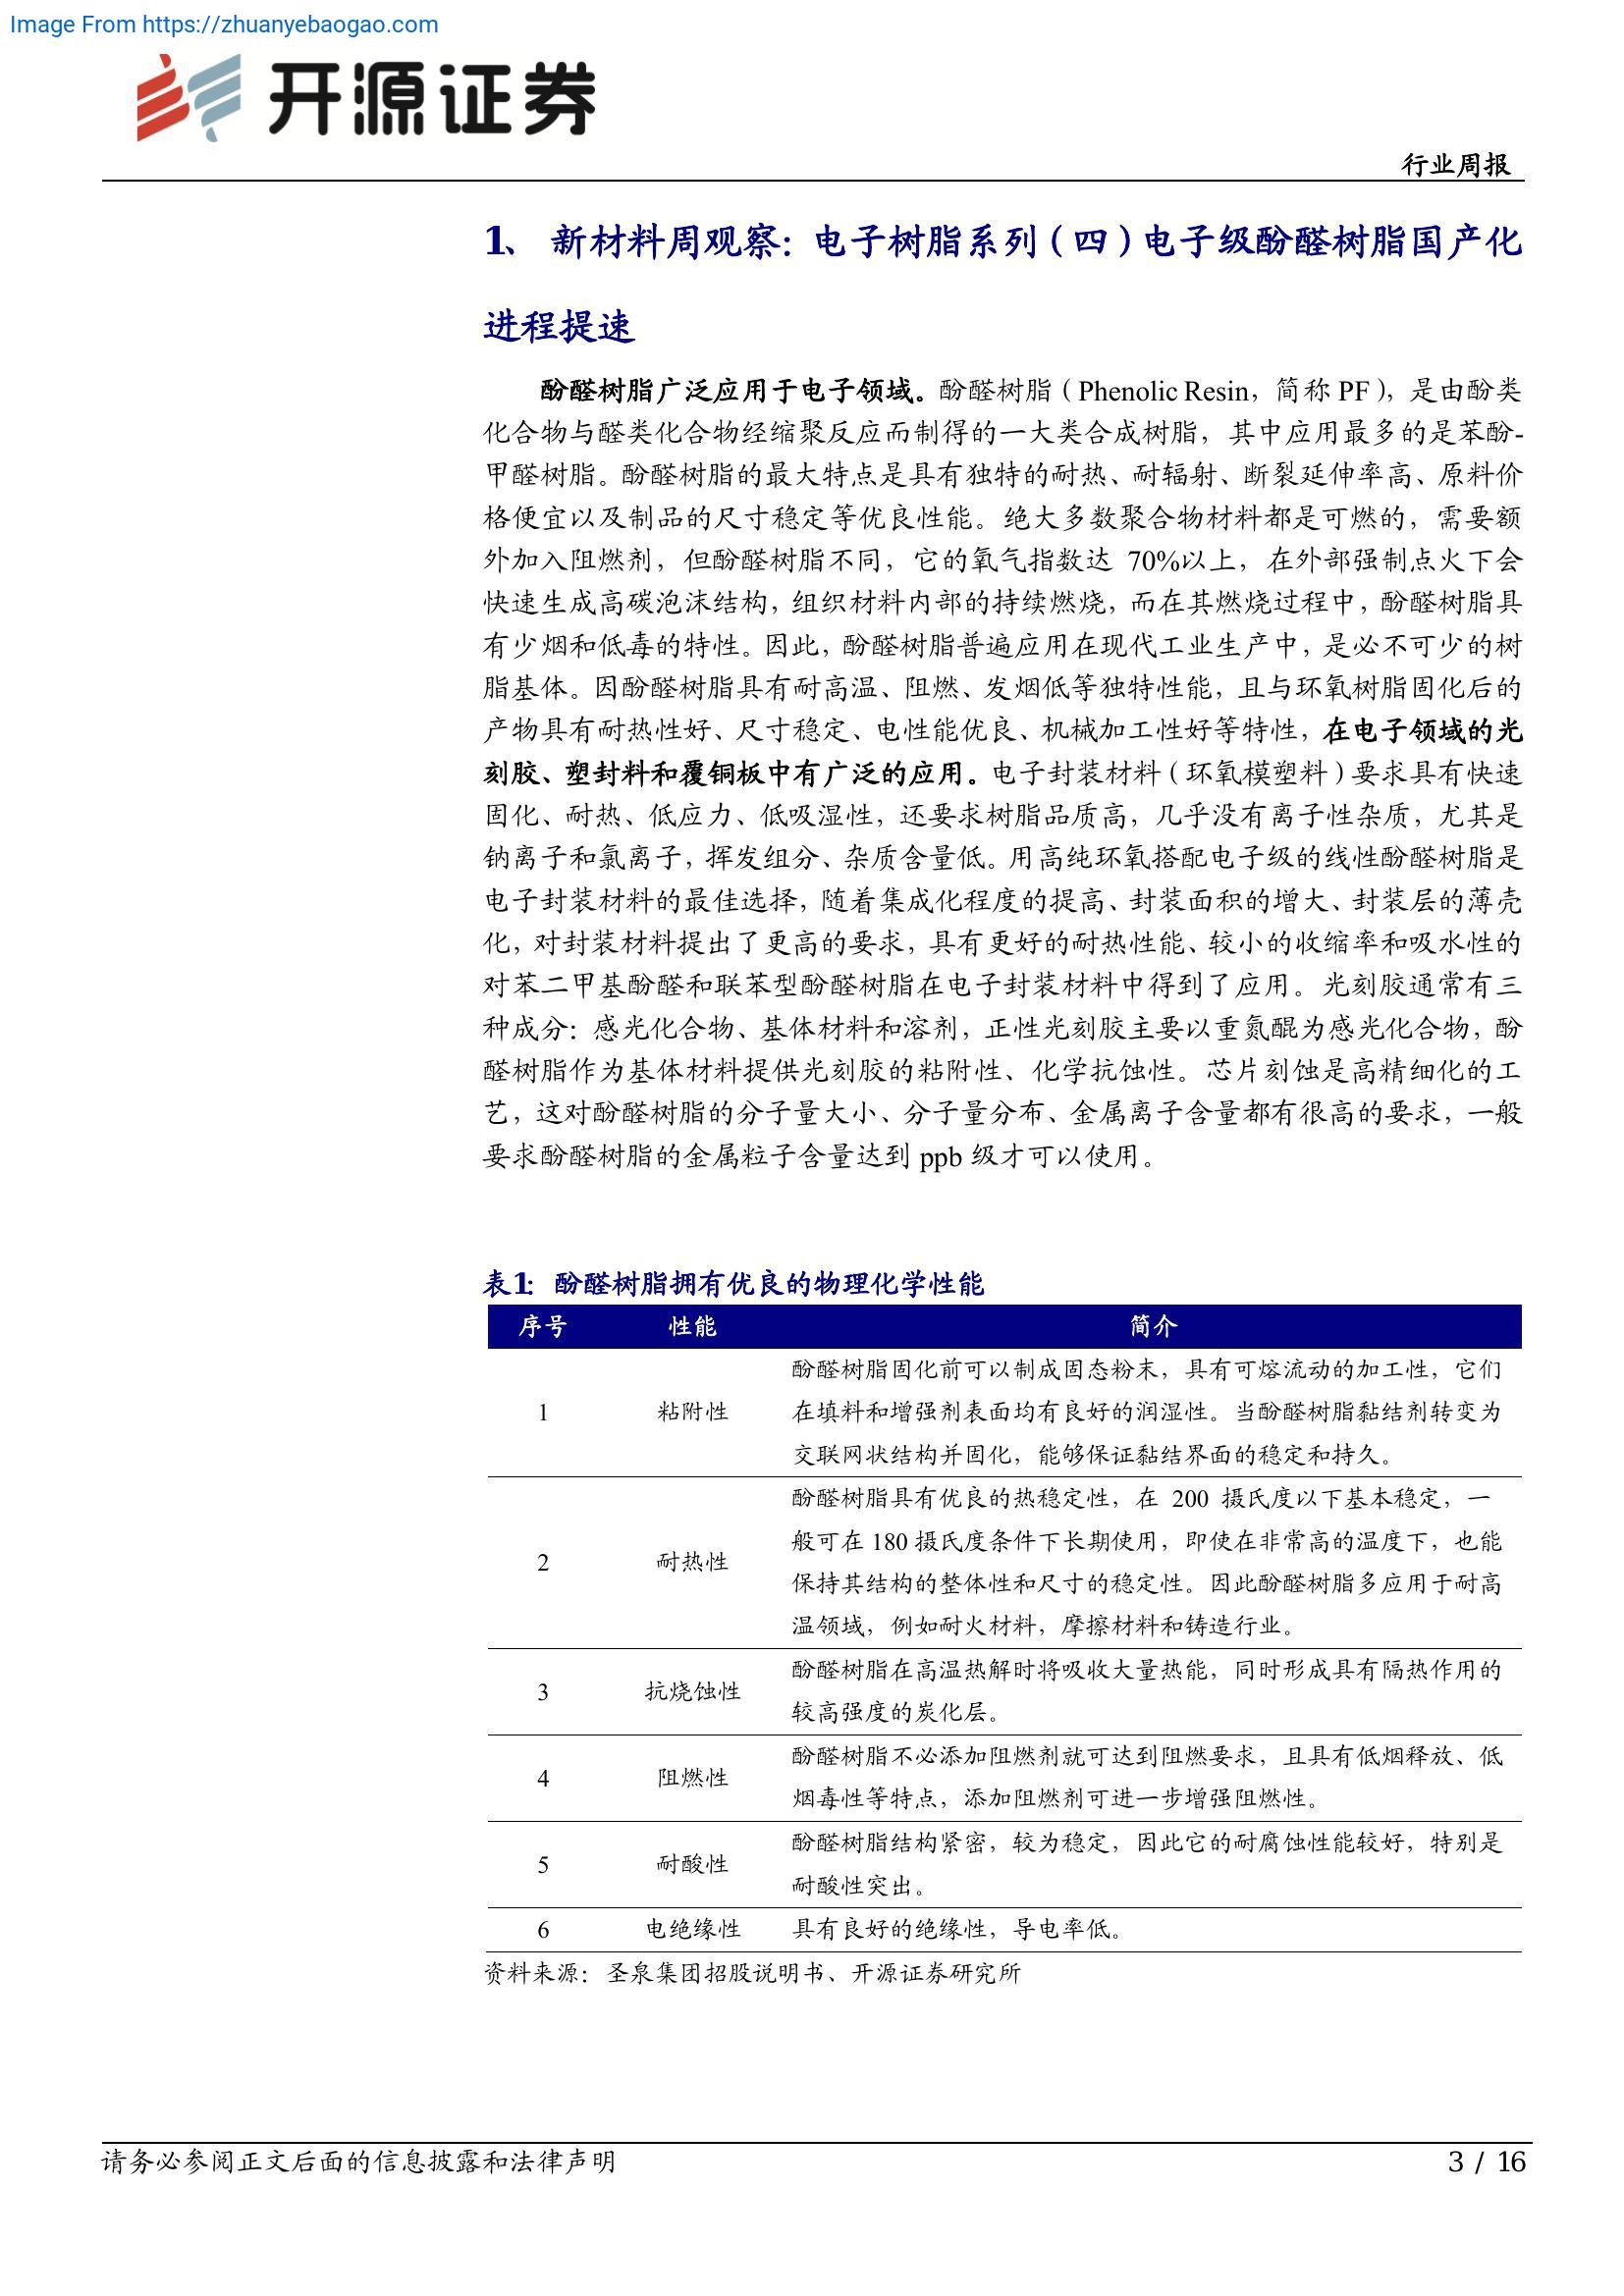 Image From https://zhuanyebaogao.com
开源证券
行业周报
1、 新材料周观察：电子树脂系列（四）电子级酚醛树脂国产化
进程提速
酚醛树脂广泛应用于电子领域。酚醛树脂（Phenolic Resin，简称 PF），是由酚类
化合物与醛类化合物经缩聚反应而制得的一大类合成树脂，其中应用最多的是苯酚-
甲醛树脂。酚醛树脂的最大特点是具有独特的耐热、耐辐射、断裂延伸率高、原料价
格便宜以及制品的尺寸稳定等优良性能。绝大多数聚合物材料都是可燃的，需要额
外加入阻燃剂，但酚醛树脂不同，它的氧气指数达 70%以上，在外部强制点火下会
快速生成高碳泡沫结构，组织材料内部的持续燃烧，而在其燃烧过程中，酚醛树脂具
有少烟和低毒的特性。因此，酚醛树脂普遍应用在现代工业生产中，是必不可少的树
脂基体。因酚醛树脂具有耐高温、阻燃、发烟低等独特性能，且与环氧树脂固化后的
产物具有耐热性好、尺寸稳定、电性能优良、机械加工性好等特性，在电子领域的光
刻胶、塑封料和覆铜板中有广泛的应用。电子封装材料（环氧模塑料）要求具有快速
固化、耐热、低应力、低吸湿性，还要求树脂品质高，几乎没有离子性杂质，尤其是
钠离子和氯离子，挥发组分、杂质含量低。用高纯环氧搭配电子级的线性酚醛树脂是
电子封装材料的最佳选择，随着集成化程度的提高、封装面积的增大、封装层的薄壳
化，对封装材料提出了更高的要求，具有更好的耐热性能、较小的收缩率和吸水性的
对苯二甲基酚醛和联苯型酚醛树脂在电子封装材料中得到了应用。光刻胶通常有三
种成分：感光化合物、基体材料和溶剂，正性光刻胶主要以重氮醌为感光化合物，酚
醛树脂作为基体材料提供光刻胶的粘附性、化学抗蚀性。芯片刻蚀是高精细化的工
艺，这对酚醛树脂的分子量大小、分子量分布、金属离子含量都有很高的要求，一般
要求酚醛树脂的金属粒子含量达到 ppb 级才可以使用。
表1：酚醛树脂拥有优良的物理化学性能
序号 性能 简介
酚醛树脂固化前可以制成固态粉末，具有可熔流动的加工性，它们
1 粘附性 在填料和增强剂表面均有良好的润湿性。当酚醛树脂黏结剂转变为
交联网状结构并固化，能够保证黏结界面的稳定和持久。
酚醛树脂具有优良的热稳定性，在 200 摄氏度以下基本稳定，一
般可在 180 摄氏度条件下长期使用，即使在非常高的温度下，也能
2 耐热性
保持其结构的整体性和尺寸的稳定性。因此酚醛树脂多应用于耐高
温领域，例如耐火材料，摩擦材料和铸造行业。
酚醛树脂在高温热解时将吸收大量热能，同时形成具有隔热作用的
3 抗烧蚀性
较高强度的炭化层。
酚醛树脂不必添加阻燃剂就可达到阻燃要求，且具有低烟释放、低
4 阻燃性
烟毒性等特点，添加阻燃剂可进一步增强阻燃性。
酚醛树脂结构紧密，较为稳定，因此它的耐腐蚀性能较好，特别是
5 耐酸性
耐酸性突出。
6 电绝缘性 具有良好的绝缘性，导电率低。
资料来源：圣泉集团招股说明书、开源证券研究所
请务必参阅正文后面的信息披露和法律声明 3 / 16